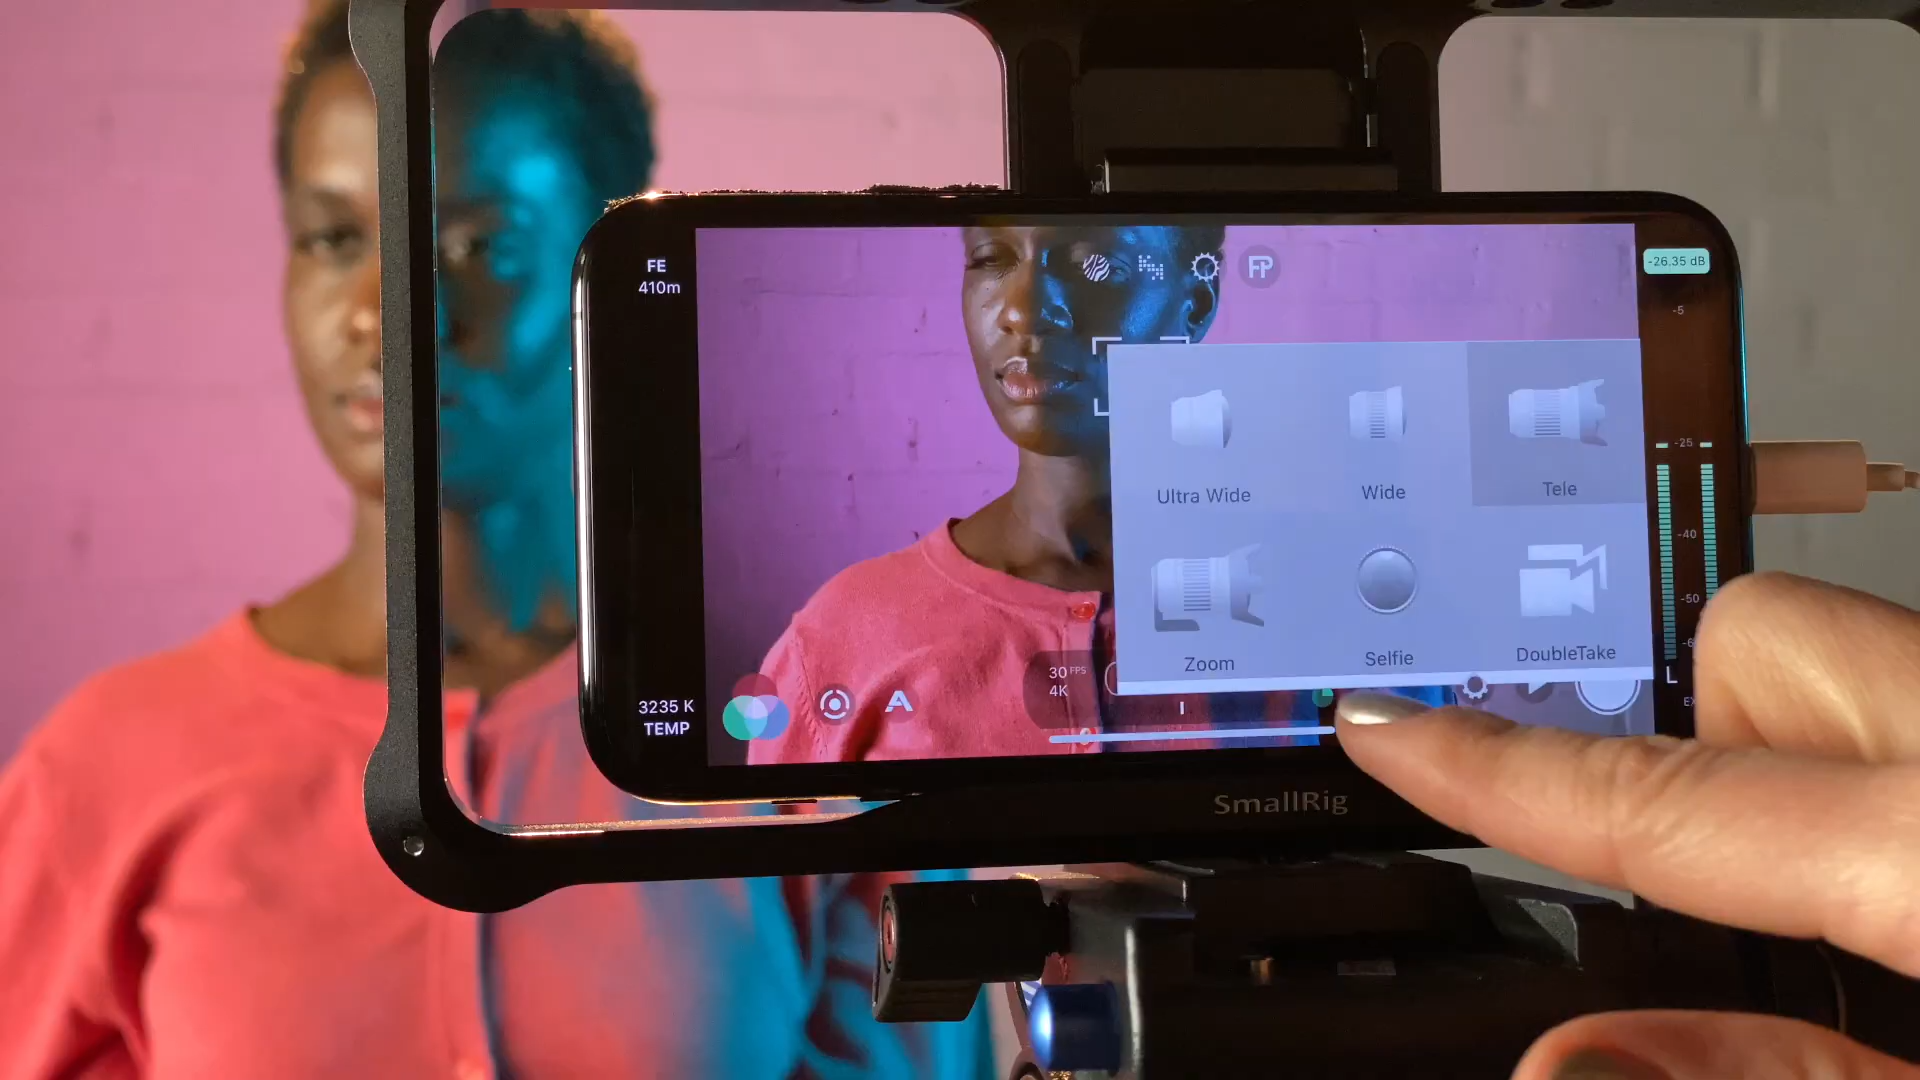 FE
410m
FP
-26.35 dB
-5
-25
Ultra Wide
Wide
Tele
-40
-50
Zoom
Selfie
DoubleTake
30 FPS
4K
L
3235 K
TEMP
SmallRig